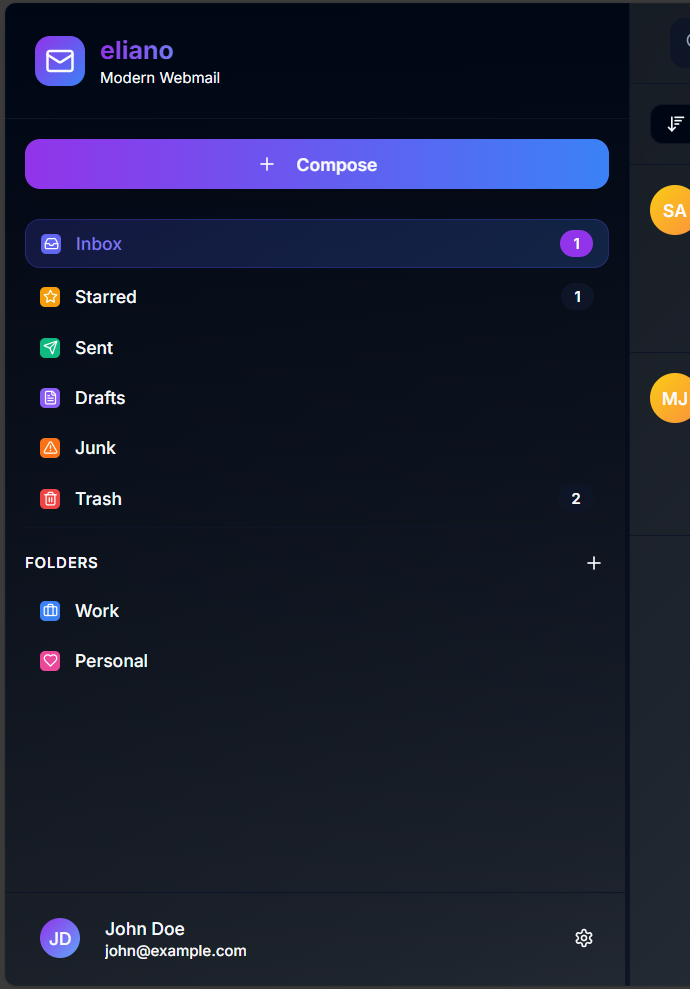 eliano
Modern Webmail
Compose
Inbox 1
Starred 1
Sent
Drafts
Junk
Trash 2
FOLDERS
Work
Personal
JD John Doe
john@example.com
SA
MJ